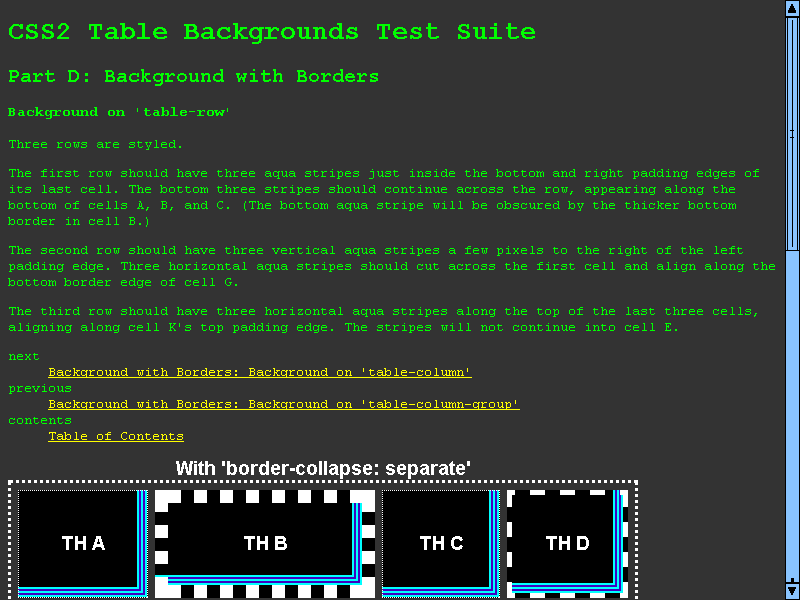 CSS2 Table Backgrounds Test Suite
Part D: Background with Borders
Background on 'table-row'
Three rows are styled.
The first row should have three aqua stripes just inside the bottom and right padding edges of
its last cell. The bottom three stripes should continue across the row, appearing along the
bottom of cells A, B, and C. (The bottom aqua stripe will be obscured by the thicker bottom
border in cell B.)
The second row should have three vertical aqua stripes a few pixels to the right of the left
padding edge. Three horizontal aqua stripes should cut across the first cell and align along the
bottom border edge of cell G.
The third row should have three horizontal aqua stripes along the top of the last three cells,
aligning along cell K's top padding edge. The stripes will not continue into cell E.
next
Background with Borders: Background on 'table-column'
previous
Background with Borders: Background on 'table-column-group'
contents
Table of Contents
With 'border-collapse: separate'
TH A TH B TH C TH D